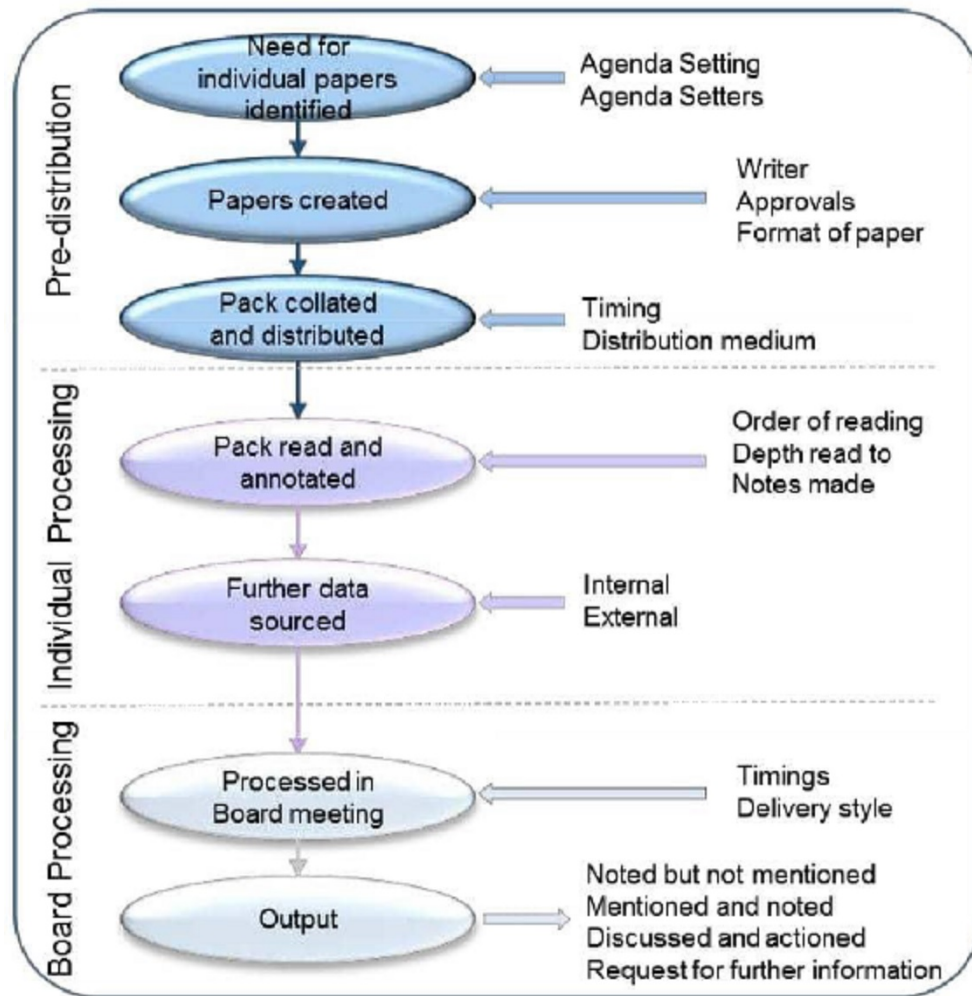 Pre-distribution
Need for
individual papers
identified
Agenda Setting
Agenda Setters
Papers created
Writer
Approvals
Format of paper
Pack collated
and distributed
Timing
Distribution medium
Individual Processing
Pack read and
annotated
Order of reading
Depth read to
Notes made
Further data
sourced
Internal
External
Board Processing
Processed in
Board meeting
Timings
Delivery style
Output
Noted but not mentioned
Mentioned and noted
Discussed and actioned
Request for further information